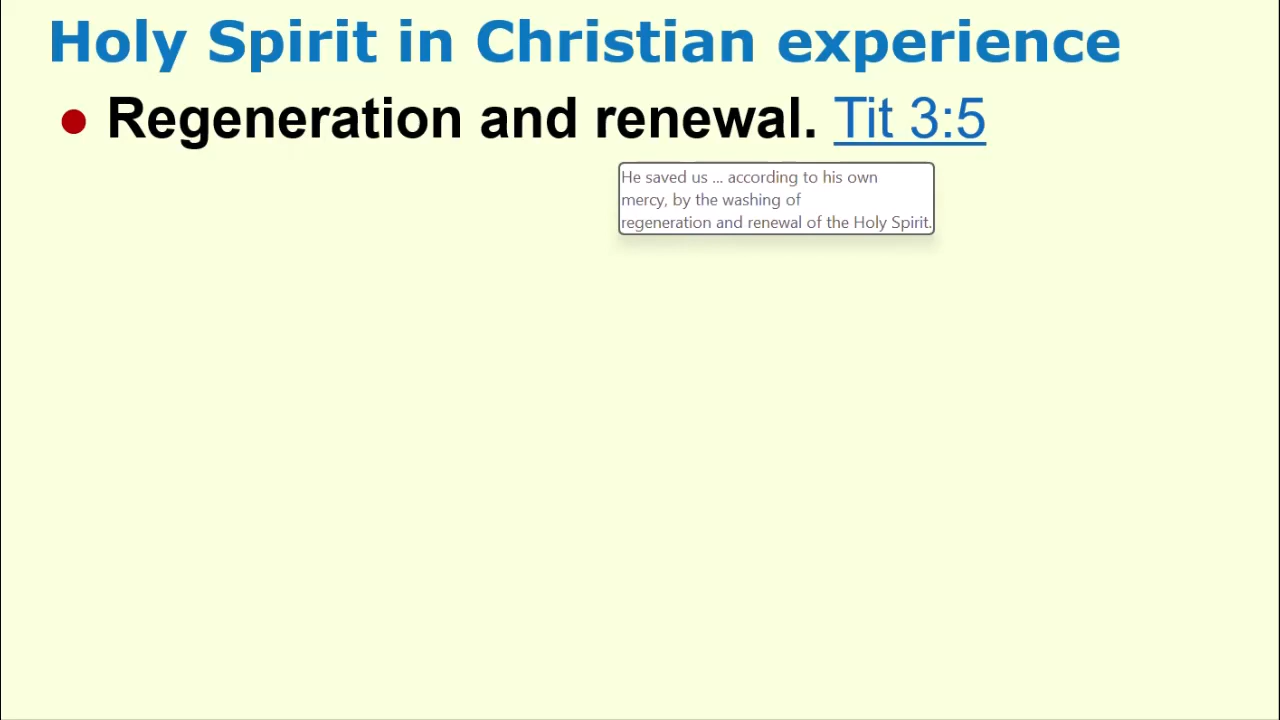 Holy Spirit in Christian experience
● Regeneration and renewal. Tit 3:5
He saved us ... according to his own
mercy, by the washing of
regeneration and renewal of the Holy Spirit.